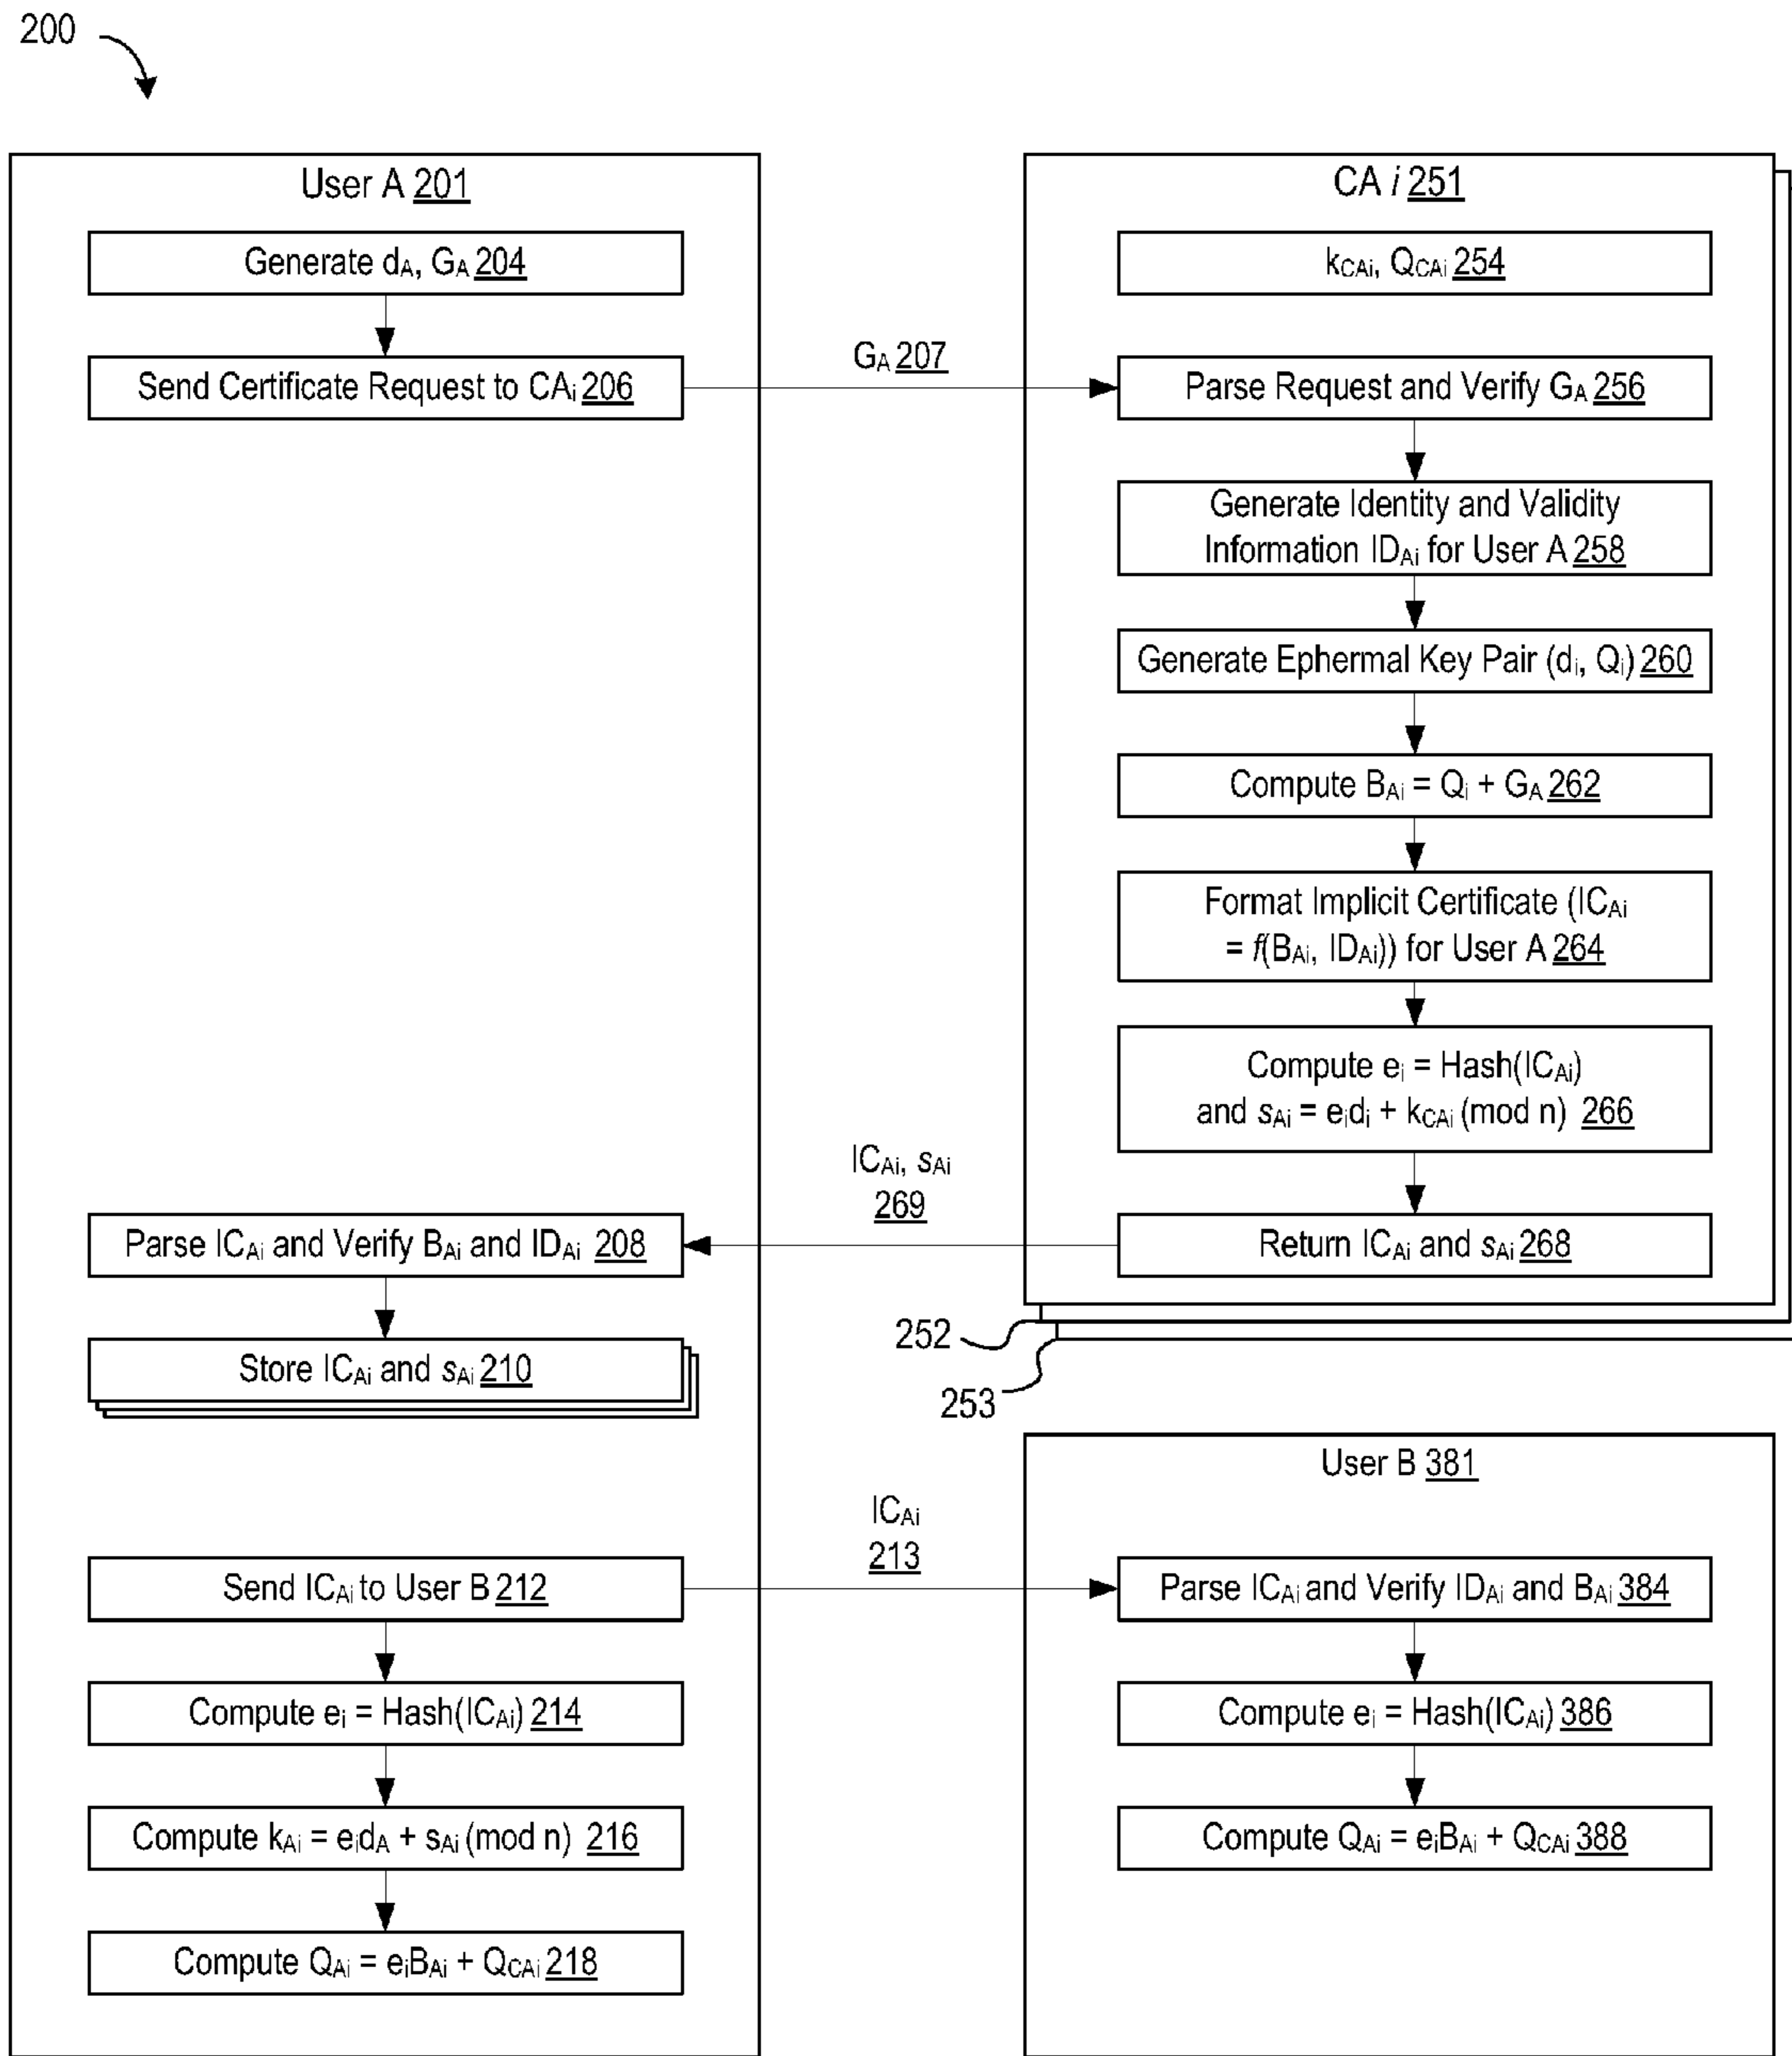 200
User A 201
Generate dA, GA 204
Send Certificate Request to CAi 206
GA 207
CA i 251
kCAi, QCAi 254
Parse Request and Verify GA 256
Generate Identity and Validity
Information IDAi for User A 258
Generate Ephermal Key Pair (di, Qi) 260
Compute BAi = Qi + GA 262
Format Implicit Certificate (ICAi
= f(BAi, IDAi)) for User A 264
Compute ei = Hash(ICAi)
and sAi = eidi + kCAi (mod n) 266
Return ICAi and sAi 268
ICAi, sAi
269
252
253
Parse ICAi and Verify BAi and IDAi 208
Store ICAi and sAi 210
Send ICAi to User B 212
Compute ei = Hash(ICAi) 214
Compute kAi = eidA + sAi (mod n) 216
Compute QAi = eiBAi + QCAi 218
ICAi
213
User B 381
Parse ICAi and Verify IDAi and BAi 384
Compute ei = Hash(ICAi) 386
Compute QAi = eiBAi + QCAi 388